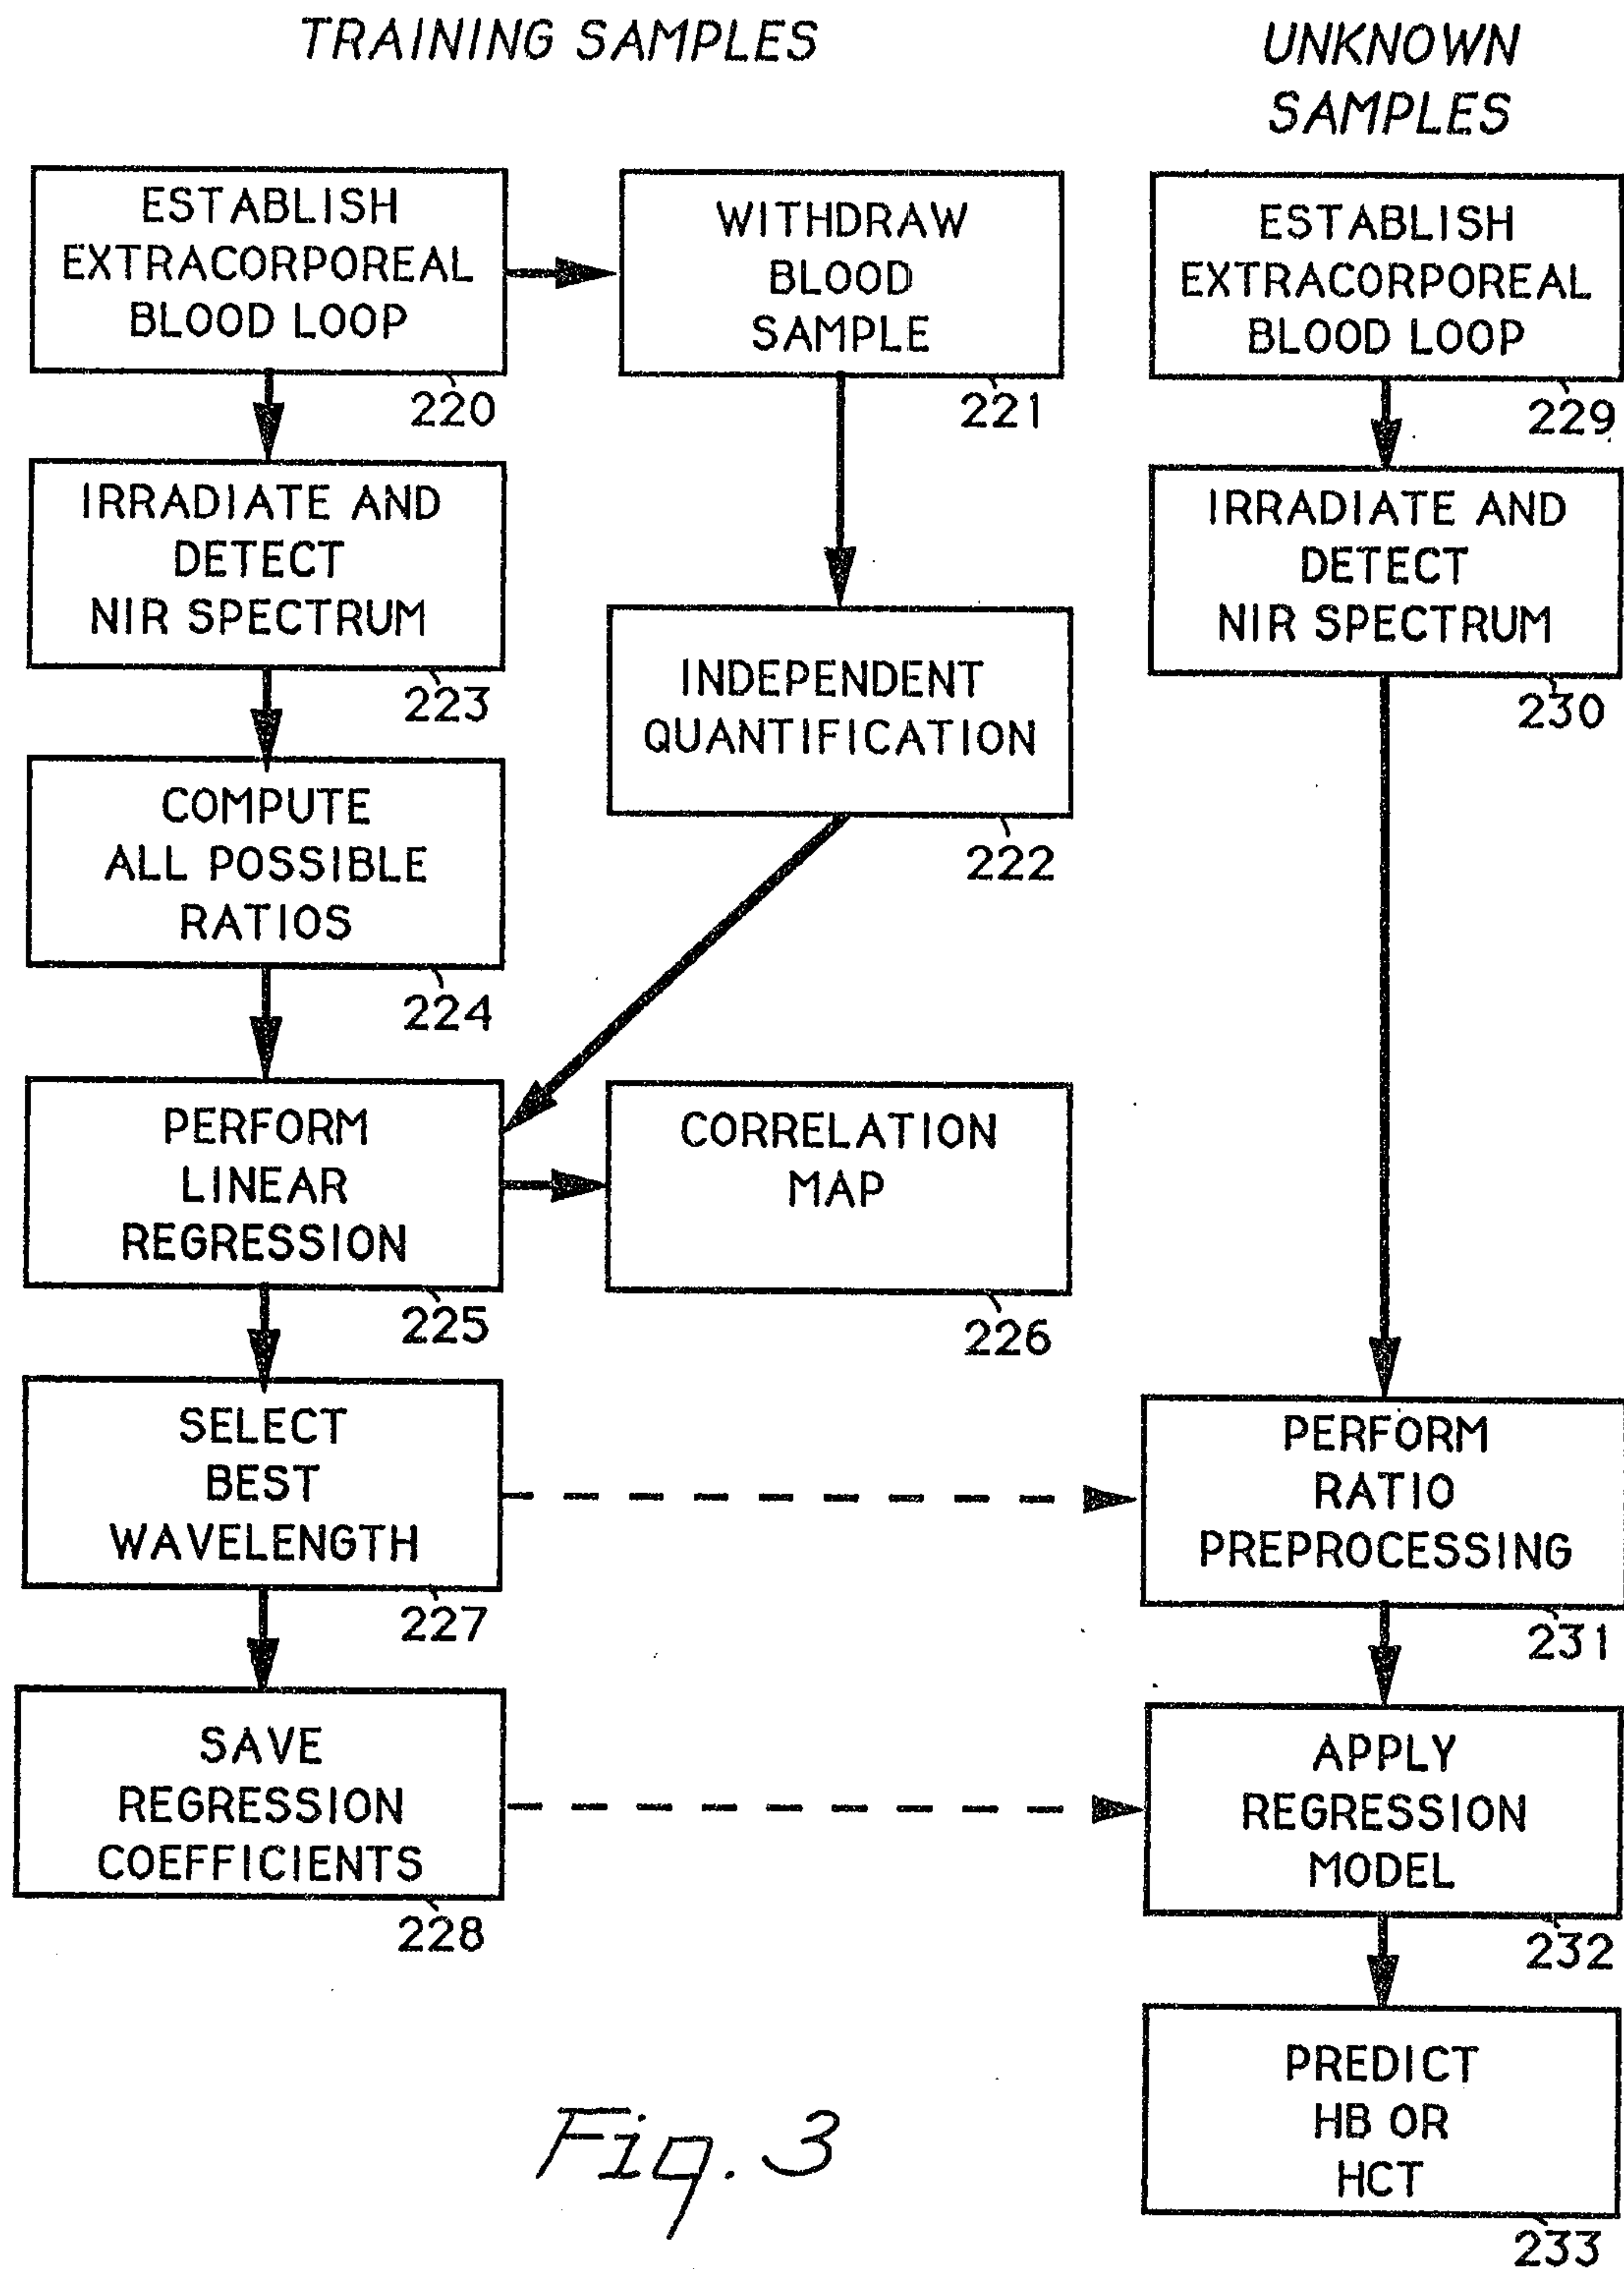 TRAINING SAMPLES
UNKNOWN
SAMPLES
ESTABLISH
EXTRACORPOREAL
BLOOD LOOP
220
WITHDRAW
BLOOD
SAMPLE
221
ESTABLISH
EXTRACORPOREAL
BLOOD LOOP
229
IRRADIATE AND
DETECT
NIR SPECTRUM
223
INDEPENDENT
QUANTIFICATION
222
IRRADIATE AND
DETECT
NIR SPECTRUM
230
COMPUTE
ALL POSSIBLE
RATIOS
224
PERFORM
LINEAR
REGRESSION
225
CORRELATION
MAP
226
SELECT
BEST
WAVELENGTH
227
PERFORM
RATIO
PREPROCESSING
231
SAVE
REGRESSION
COEFFICIENTS
228
APPLY
REGRESSION
MODEL
232
PREDICT
HB OR
HCT
233
Fig. 3